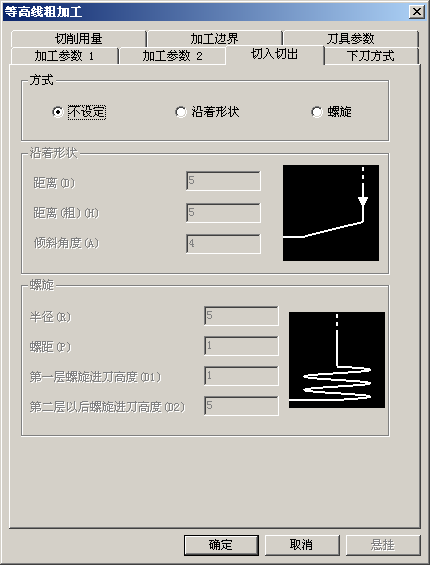 等高线粗加工
切削用量 加工边界 刀具参数
加工参数 1 加工参数 2 切入切出 下刀方式
方式
不设定 沿着形状 螺旋
沿着形状
距离(D) 5
距离(粗)(H) 5
倾斜角度(A) 4
螺旋
半径(R) 5
螺距(P) 1
第一层螺旋进刀高度(D1) 1
第二层以后螺旋进刀高度(D2) 5
确定 取消 悬挂